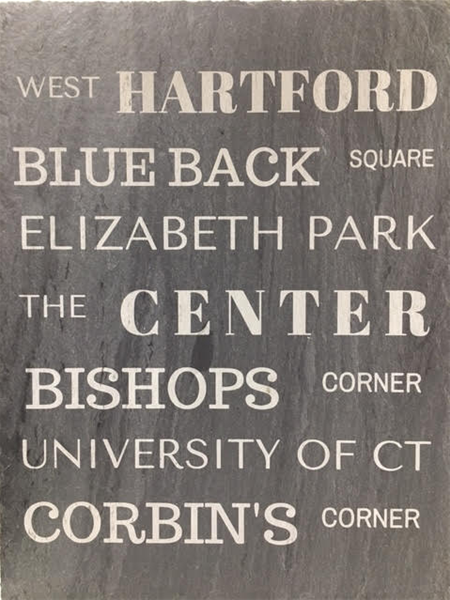 WEST HARTFORD
BLUE BACK SQUARE
ELIZABETH PARK
THE CENTER
BISHOPS CORNER
UNIVERSITY OF CT
CORBIN'S CORNER